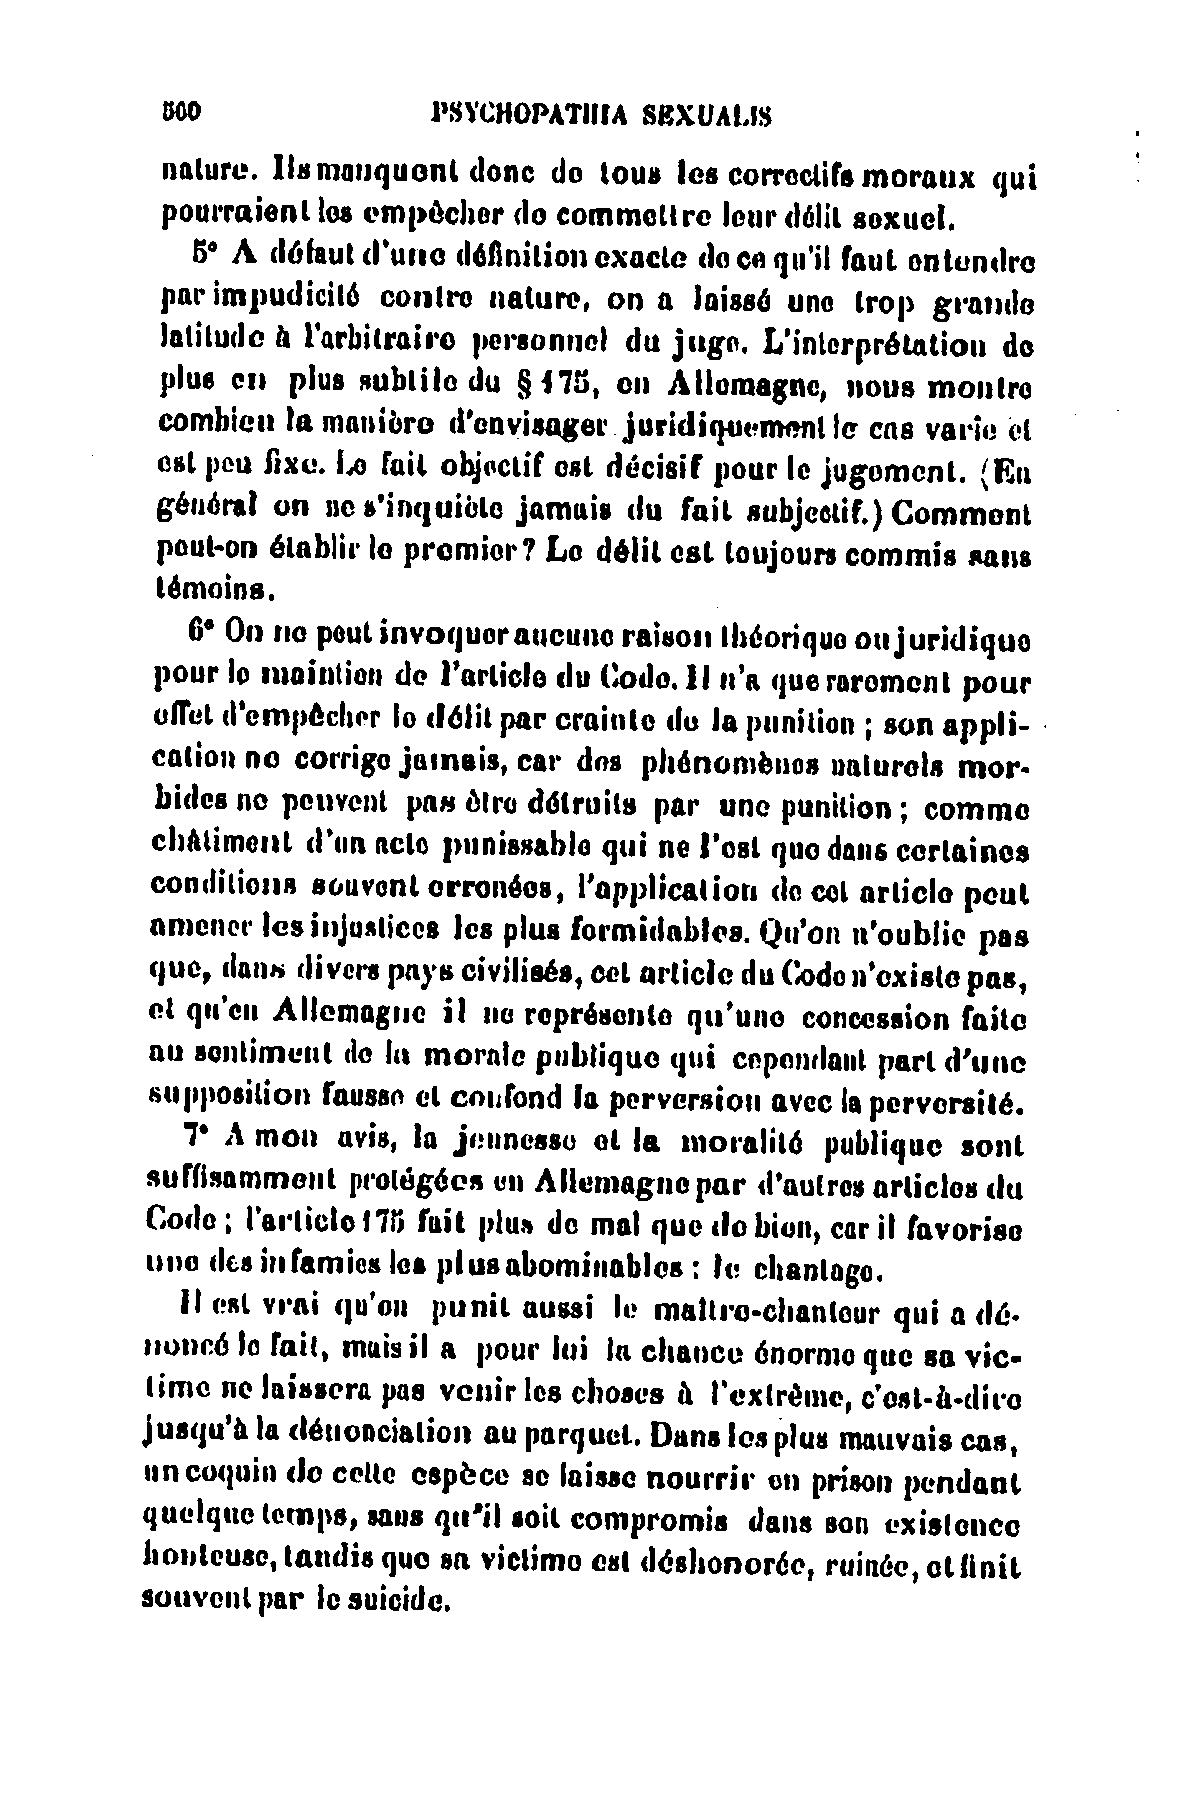 500 PSYCHOPATHIA SEXUALIS
nature. Ils manquent donc de tous les correctifs moraux qui
pourraient les empêcher de commettre leur délit sexuel.
5° A défaut d'une définition exacte de ce qu'il faut entendre
par impudicité contre nature, on a laissé une trop grande
latitude à l'arbitraire personnel du juge. L'interprétation de
plus en plus subtile du § 175, en Allemagne, nous montre
combien la manière d'envisager juridiquement le cas varie et
est peu fixe. Le fait objectif est décisif pour le jugement. (En
général on ne s'inquiète jamais du fait subjectif.) Comment
peut-on établir le premier? Le délit est toujours commis sans
témoins.
6° On ne peut invoquer aucune raison théorique ou juridique
pour le maintien de l'article du Code. Il n'a que rarement pour
effet d'empêcher le délit par crainte de la punition ; son appli-
cation ne corrige jamais, car des phénomènes naturels mor-
bides ne peuvent pas être détruits par une punition ; comme
châtiment d'un acte punissable qui ne l'est que dans certaines
conditions souvent erronées, l'application de cet article peut
amener les injustices les plus formidables. Qu'on n'oublie pas
que, dans divers pays civilisés, cet article du Code n'existe pas,
et qu'en Allemagne il ne représente qu'une concession faite
au sentiment de la morale publique qui cependant part d'une
supposition fausse et confond la perversion avec la perversité.
7° A mon avis, la jeunesse et la moralité publique sont
suffisamment protégées en Allemagne par d'autres articles du
Code ; l'article 175 fait plus de mal que de bien, car il favorise
une des infamies les plus abominables : le chantage.
Il est vrai qu'on punit aussi le maître-chanteur qui a dé-
noncé le fait, mais il a pour lui la chance énorme que sa vic-
time ne laissera pas venir les choses à l'extrême, c'est-à-dire
jusqu'à la dénonciation au parquet. Dans les plus mauvais cas,
un coquin de cette espèce se laisse nourrir en prison pendant
quelque temps, sans qu'il soit compromis dans son existence
honteuse, tandis que sa victime est déshonorée, ruinée, et finit
souvent par le suicide.